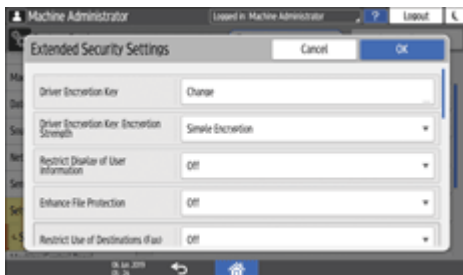 Machine Administrator
Logged in: Machine Administrator
?
Logout
Extended Security Settings
Cancel
OK
Driver Encryption Key
Change
Driver Encryption Key: Encryption
Strength
Simple Encryption
Restrict Display of User
Information
Off
Enhance File Protection
Off
Restrict Use of Destinations (Fax)
Off